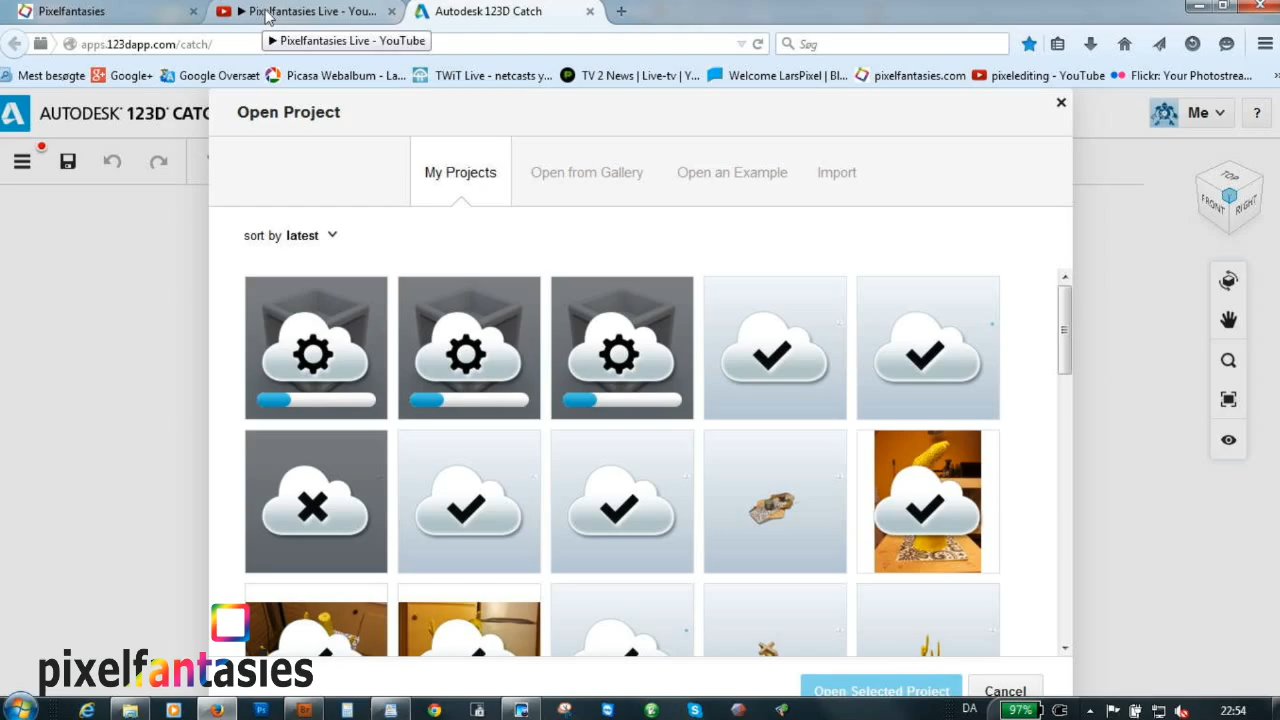 Pixelfantasies
▶ Pixelfantasies Live - You...
Autodesk 123D Catch
apps.123dapp.com/catch/
▶ Pixelfantasies Live - YouTube
Søg
Mest besøgte
Google+
Google Oversæt
Picasa Webalbum - La...
TWiT Live - netcasts y...
TV 2 News | Live-tv | Y...
Welcome LarsPixel | Bl...
pixelfantasies.com
pixelediting - YouTube
Flickr: Your Photostrea...
AUTODESK® 123D® CATC
Open Project
Me
?
My Projects
Open from Gallery
Open an Example
Import
TOP
FRONT
RIGHT
sort by latest
pixelfantasies
Open Selected Project
Cancel
DA
97%
22:54